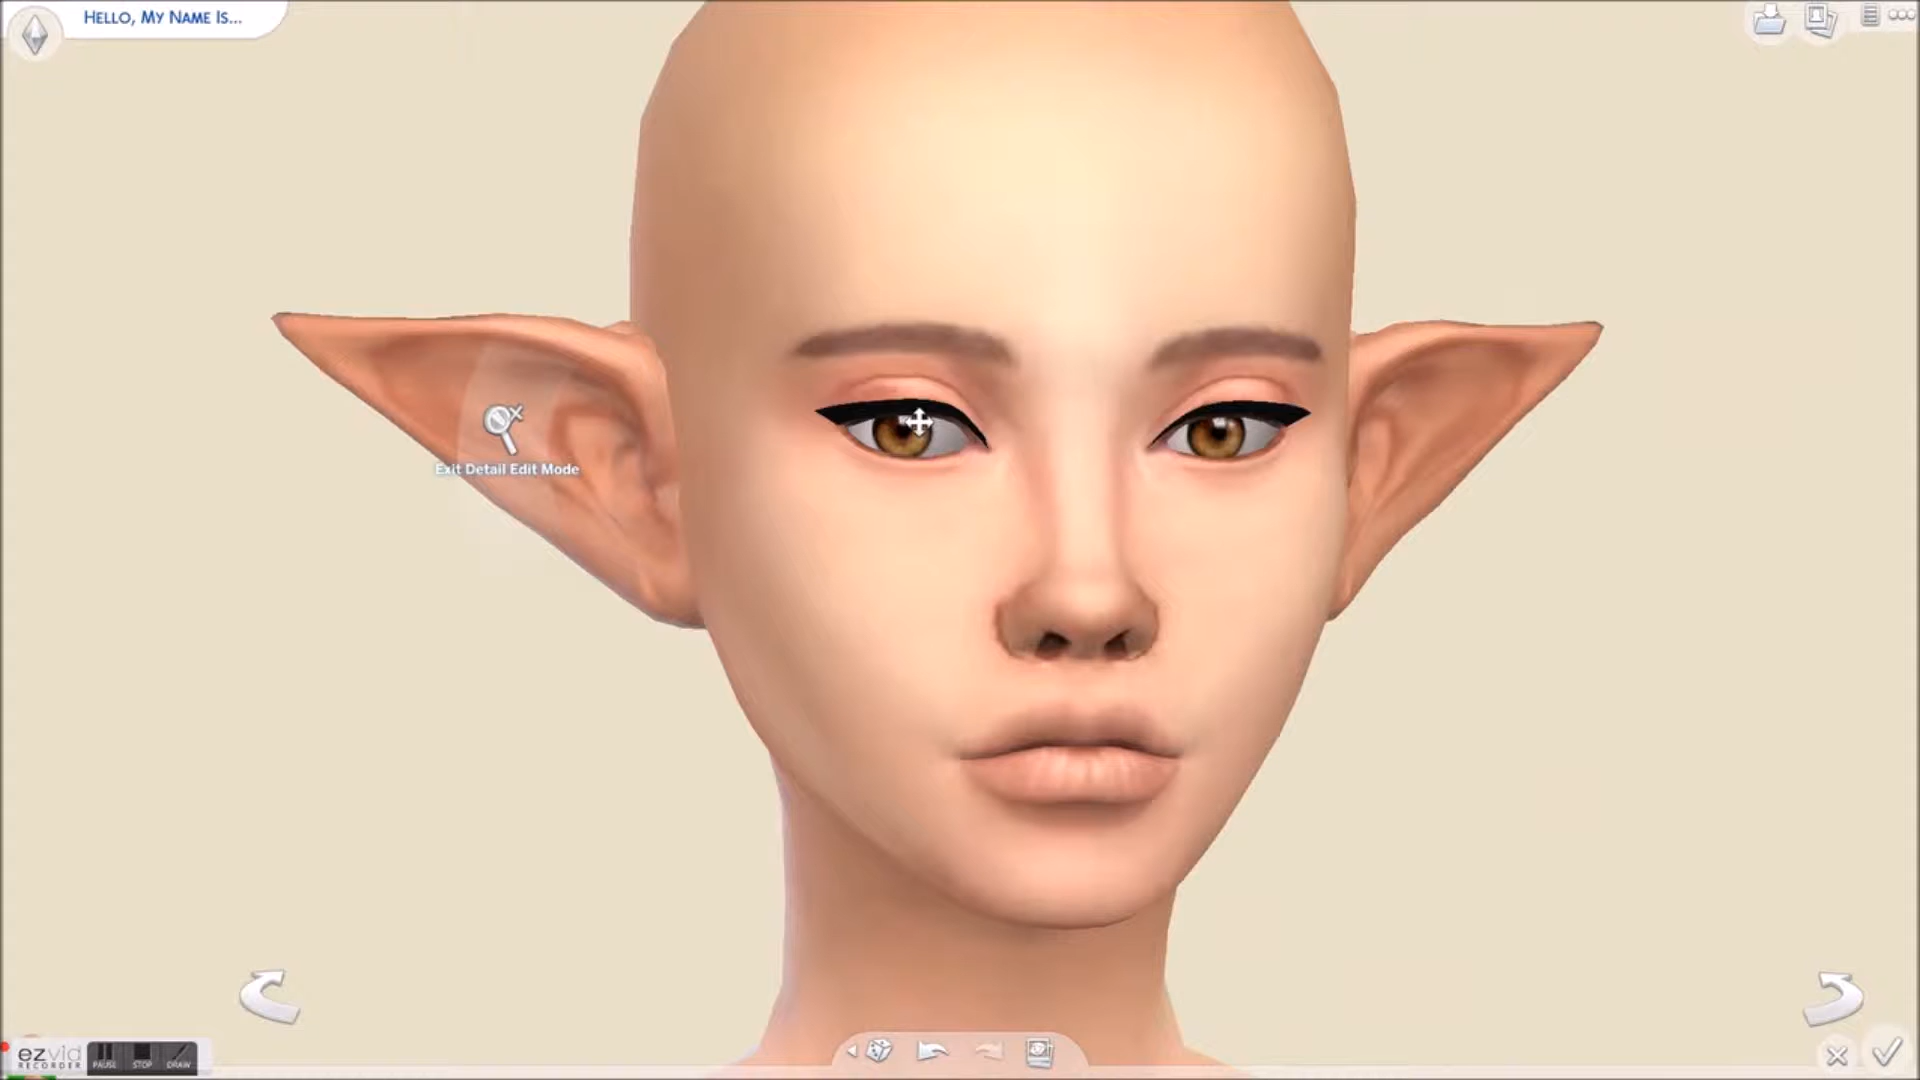 HELLO, MY NAME IS...
Exit Detail Edit Mode
ezvid
RECORDER
PAUSE STOP DRAW